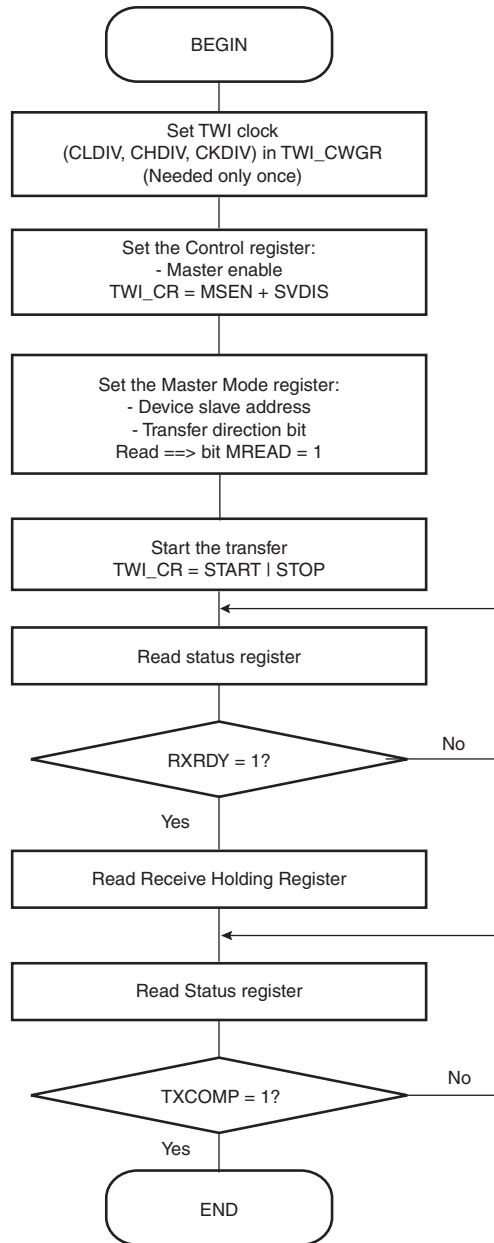 BEGIN
Set TWI clock
(CLDIV, CHDIV, CKDIV) in TWI_CWGR
(Needed only once)
Set the Control register:
- Master enable
TWI_CR = MSEN + SVDIS
Set the Master Mode register:
- Device slave address
- Transfer direction bit
Read ==> bit MREAD = 1
Start the transfer
TWI_CR = START | STOP
Read status register
RXRDY = 1?
No
Yes
Read Receive Holding Register
Read Status register
TXCOMP = 1?
No
Yes
END